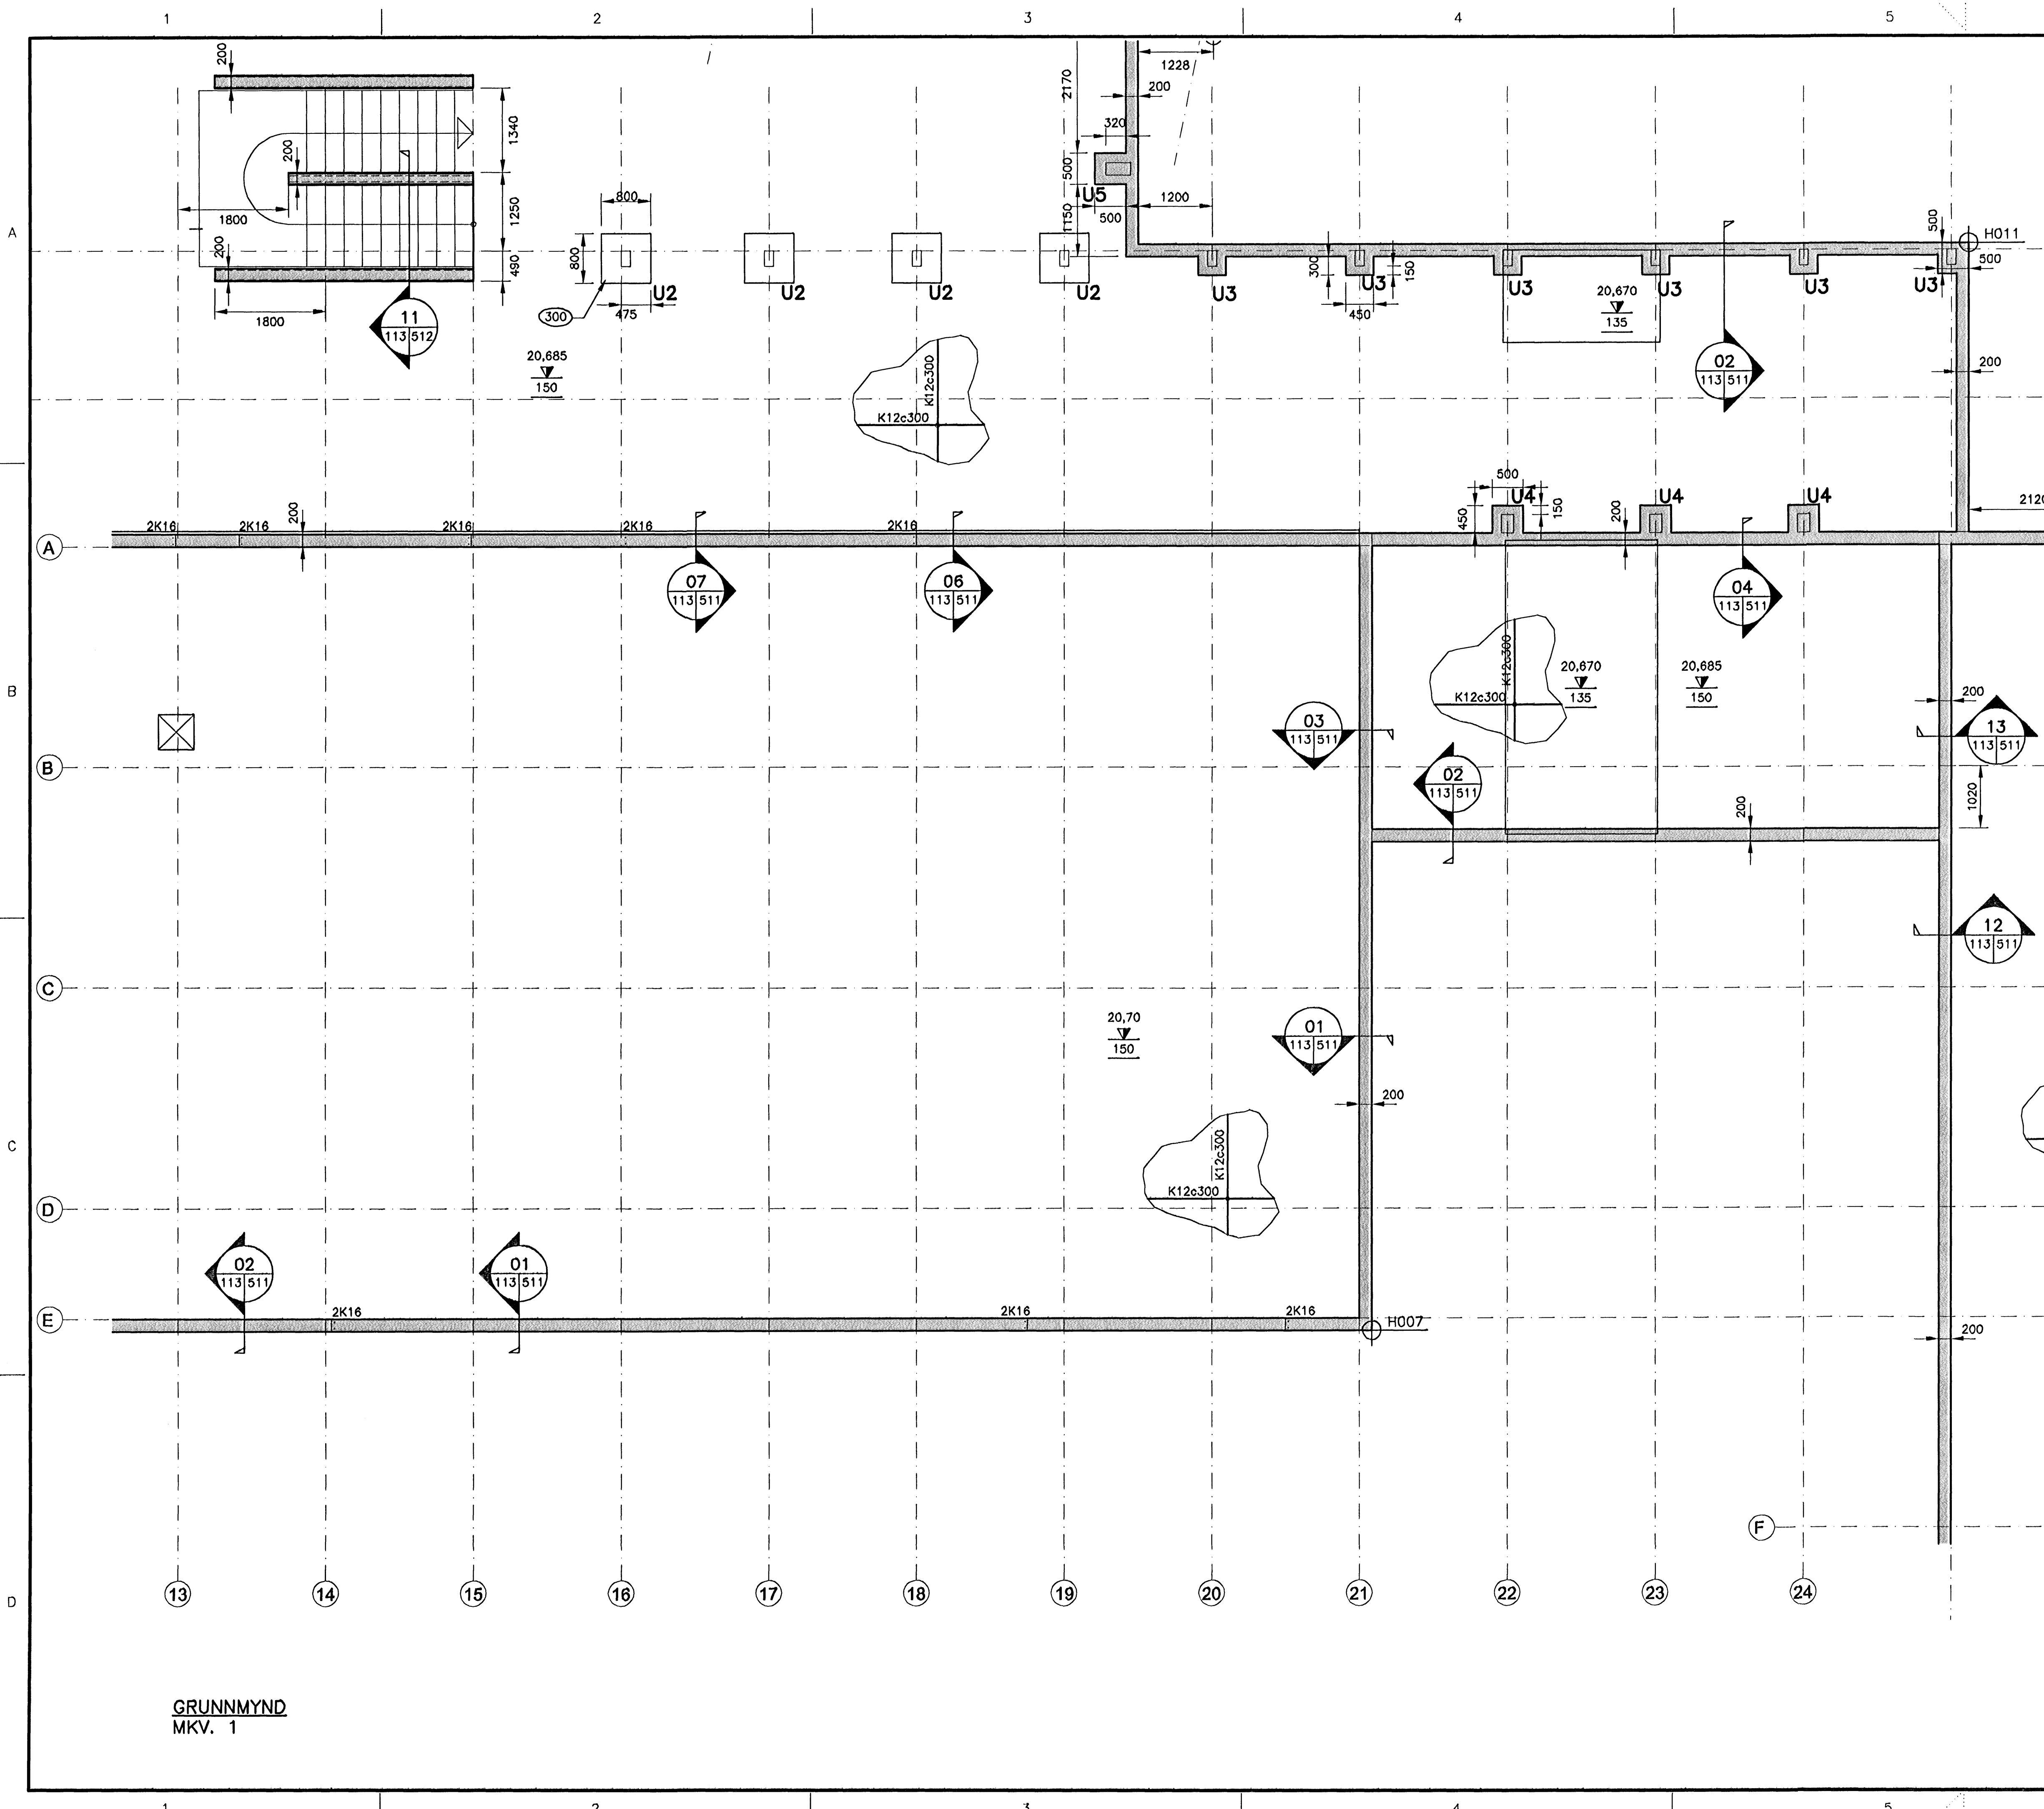 1 2 3 4 5
A
B
C
D
200
1340
200
1250
1800
200
490
1800
11
113 512
800
800
300
475
U2
U2
U2
U2
20,685
150
K12c300
K12c300
2170
1228
200
320
500
U5
500
1200
1150
U3
300
U3
150
450
U3
U3
U3
U3
20,670
135
02
113 511
500
H011
500
200
2120
A
2K16
2K16
200
2K16
2K16
2K16
07
113 511
06
113 511
500
U4
450
150
200
U4
U4
04
113 511
K12c300
K12c300
20,670
135
20,685
150
200
03
113 511
13
113 511
B
02
113 511
1020
200
12
113 511
C
20,70
150
01
113 511
200
K12c300
K12c300
D
02
113 511
01
113 511
E
2K16
2K16
2K16
H007
200
F
13 14 15 16 17 18 19 20 21 22 23 24
GRUNNMYND
MKV. 1
1 2 3 4 5